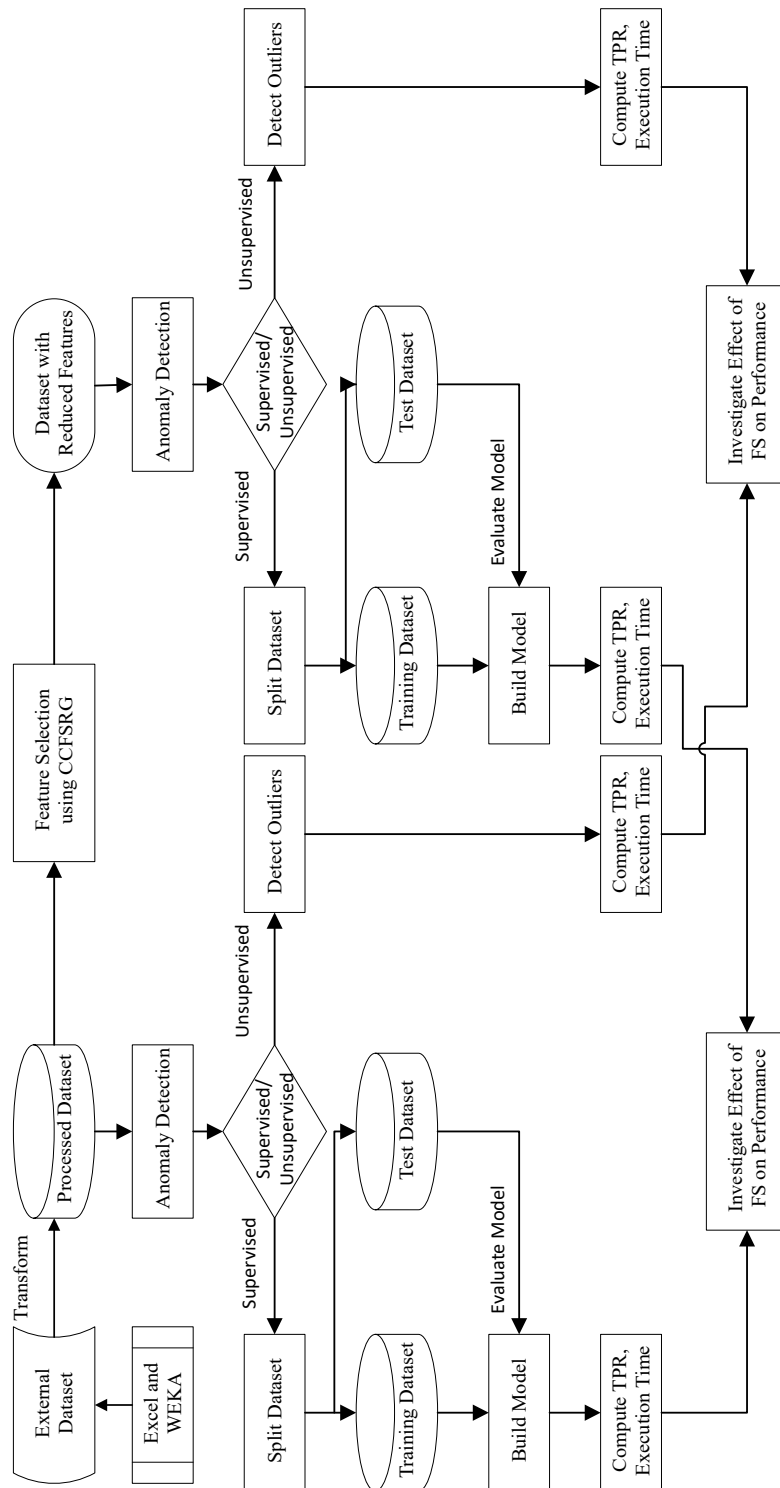 External
Dataset
Transform
Processed Dataset
Feature Selection
using CCFSRG
Dataset with
Reduced Features
Excel and
WEKA
Anomaly Detection
Anomaly Detection
Split Dataset
Supervised
Supervised/
Unsupervised
Unsupervised
Detect Outliers
Split Dataset
Supervised
Supervised/
Unsupervised
Unsupervised
Detect Outliers
Training Dataset
Test Dataset
Training Dataset
Test Dataset
Build Model
Evaluate Model
Build Model
Evaluate Model
Compute TPR,
Execution Time
Compute TPR,
Execution Time
Compute TPR,
Execution Time
Compute TPR,
Execution Time
Investigate Effect of
FS on Performance
Investigate Effect of
FS on Performance